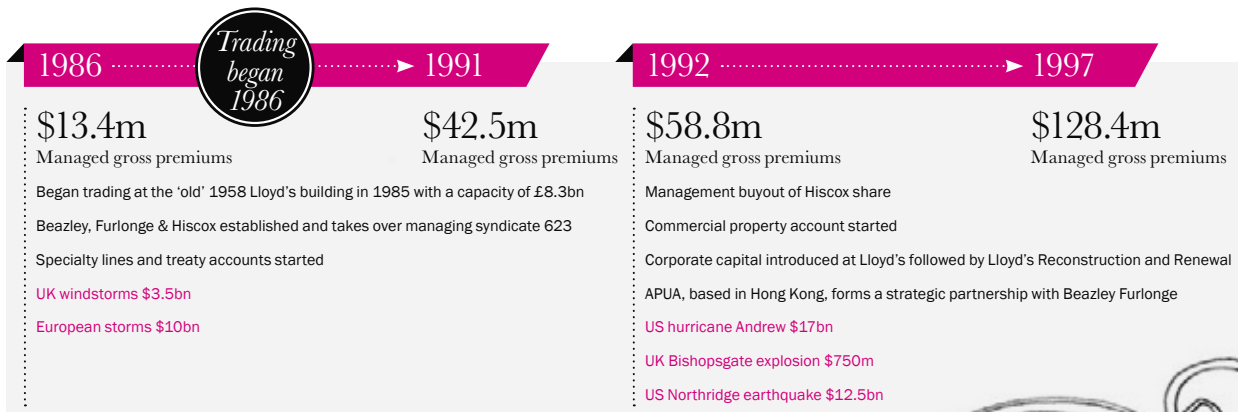 1986
Trading
began
1986
1991
$13.4m
Managed gross premiums
$42.5m
Managed gross premiums
Began trading at the ‘old’ 1958 Lloyd’s building in 1985 with a capacity of £8.3bn
Beazley, Furlonge & Hiscox established and takes over managing syndicate 623
Specialty lines and treaty accounts started
UK windstorms $3.5bn
European storms $10bn
1992
1997
$58.8m
Managed gross premiums
$128.4m
Managed gross premiums
Management buyout of Hiscox share
Commercial property account started
Corporate capital introduced at Lloyd’s followed by Lloyd’s Reconstruction and Renewal
APUA, based in Hong Kong, forms a strategic partnership with Beazley Furlonge
US hurricane Andrew $17bn
UK Bishopsgate explosion $750m
US Northridge earthquake $12.5bn